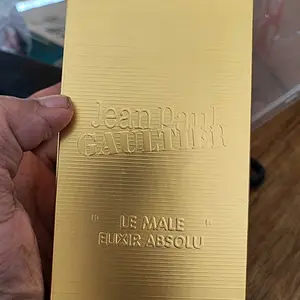 Jean Paul
GAULTIER
" LE MALE "
ELIXIR ABSOLU